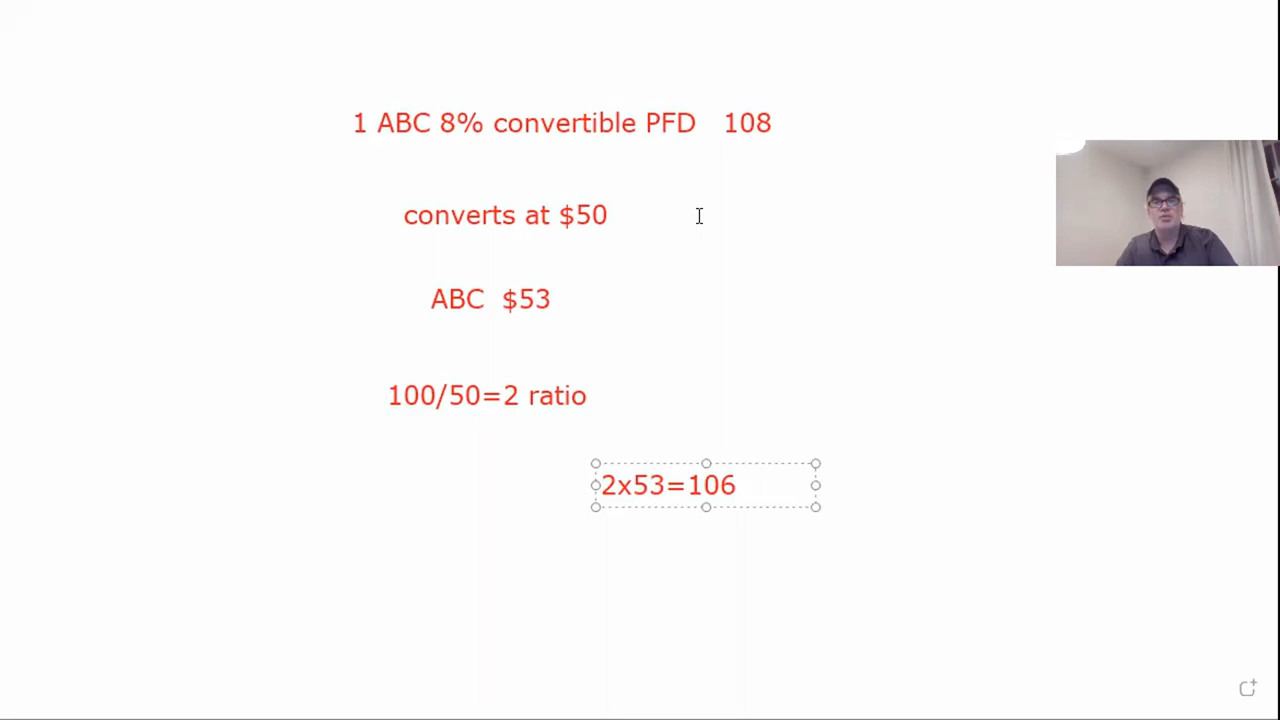 1 ABC 8% convertible PFD 108
converts at $50
ABC $53
100/50=2 ratio
2x53=106